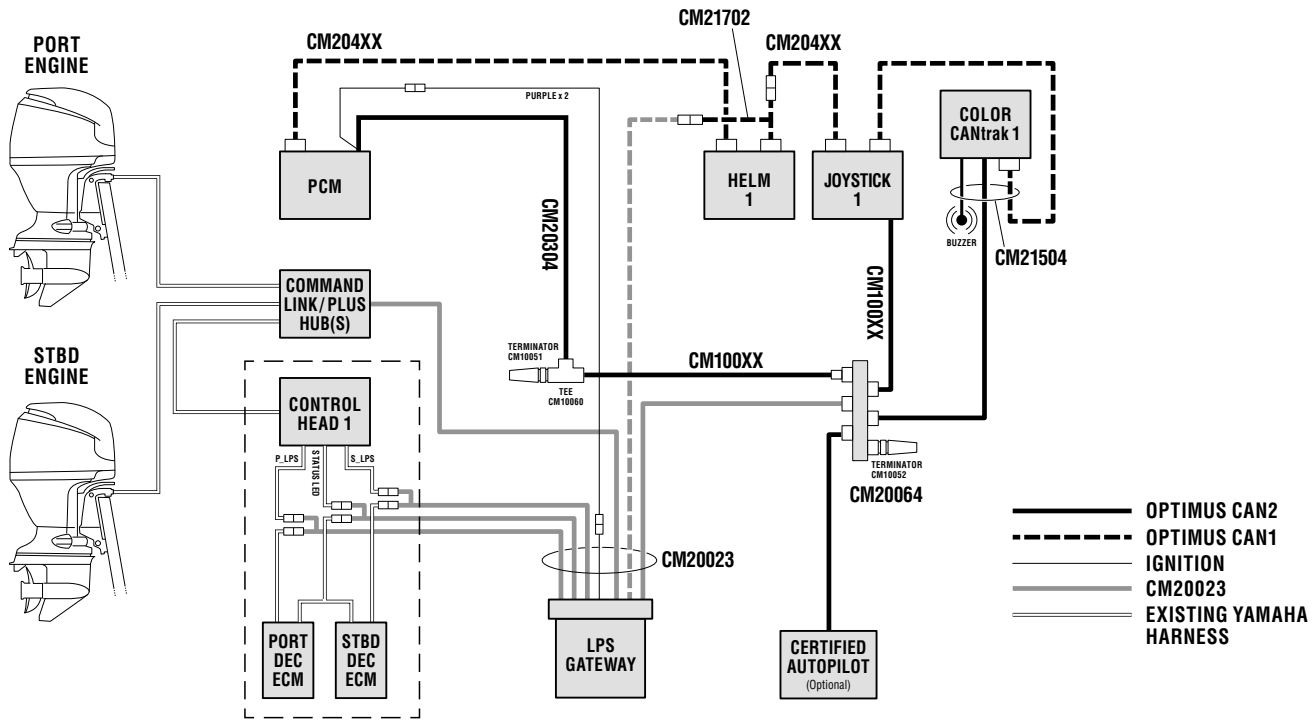 PORT
ENGINE
CM204XX
CM21702
CM204XX
PURPLE x 2
COLOR
CANtrak 1
PCM
HELM
1
JOYSTICK
1
BUZZER
CM21504
CM20304
CM100XX
COMMAND
LINK/PLUS
HUB(S)
STBD
ENGINE
TERMINATOR
CM10051
CM100XX
TEE
CM10060
CONTROL
HEAD 1
P_LPS
STATUS LED
S_LPS
TERMINATOR
CM10052
CM20064
CM20023
PORT
DEC
ECM
STBD
DEC
ECM
LPS
GATEWAY
CERTIFIED
AUTOPILOT
(Optional)
OPTIMUS CAN2
OPTIMUS CAN1
IGNITION
CM20023
EXISTING YAMAHA
HARNESS